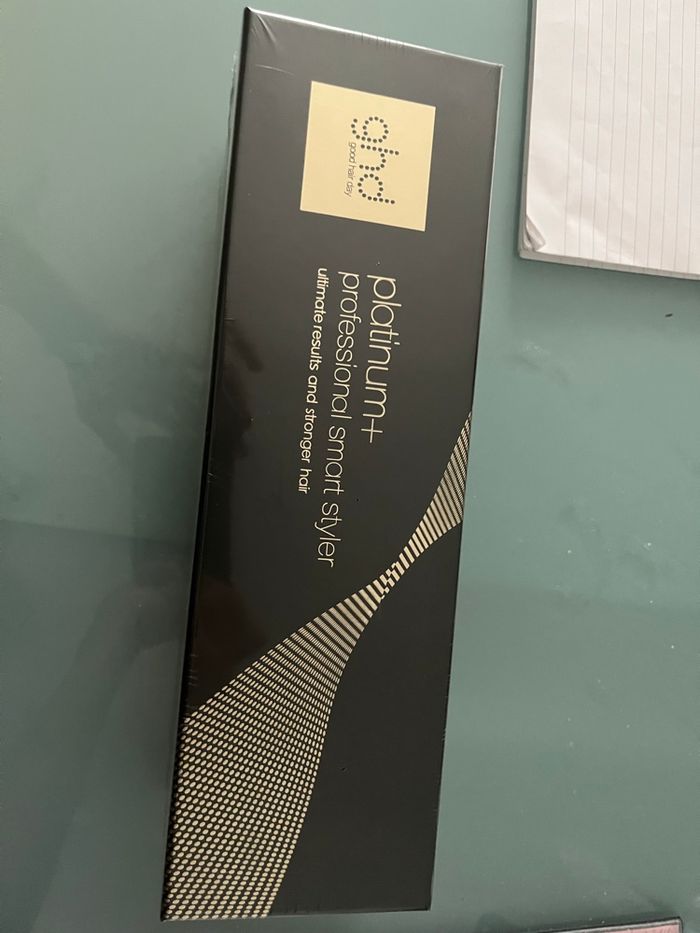 ghd
good hair day
platinum+
professional smart styler
ultimate results and stronger hair